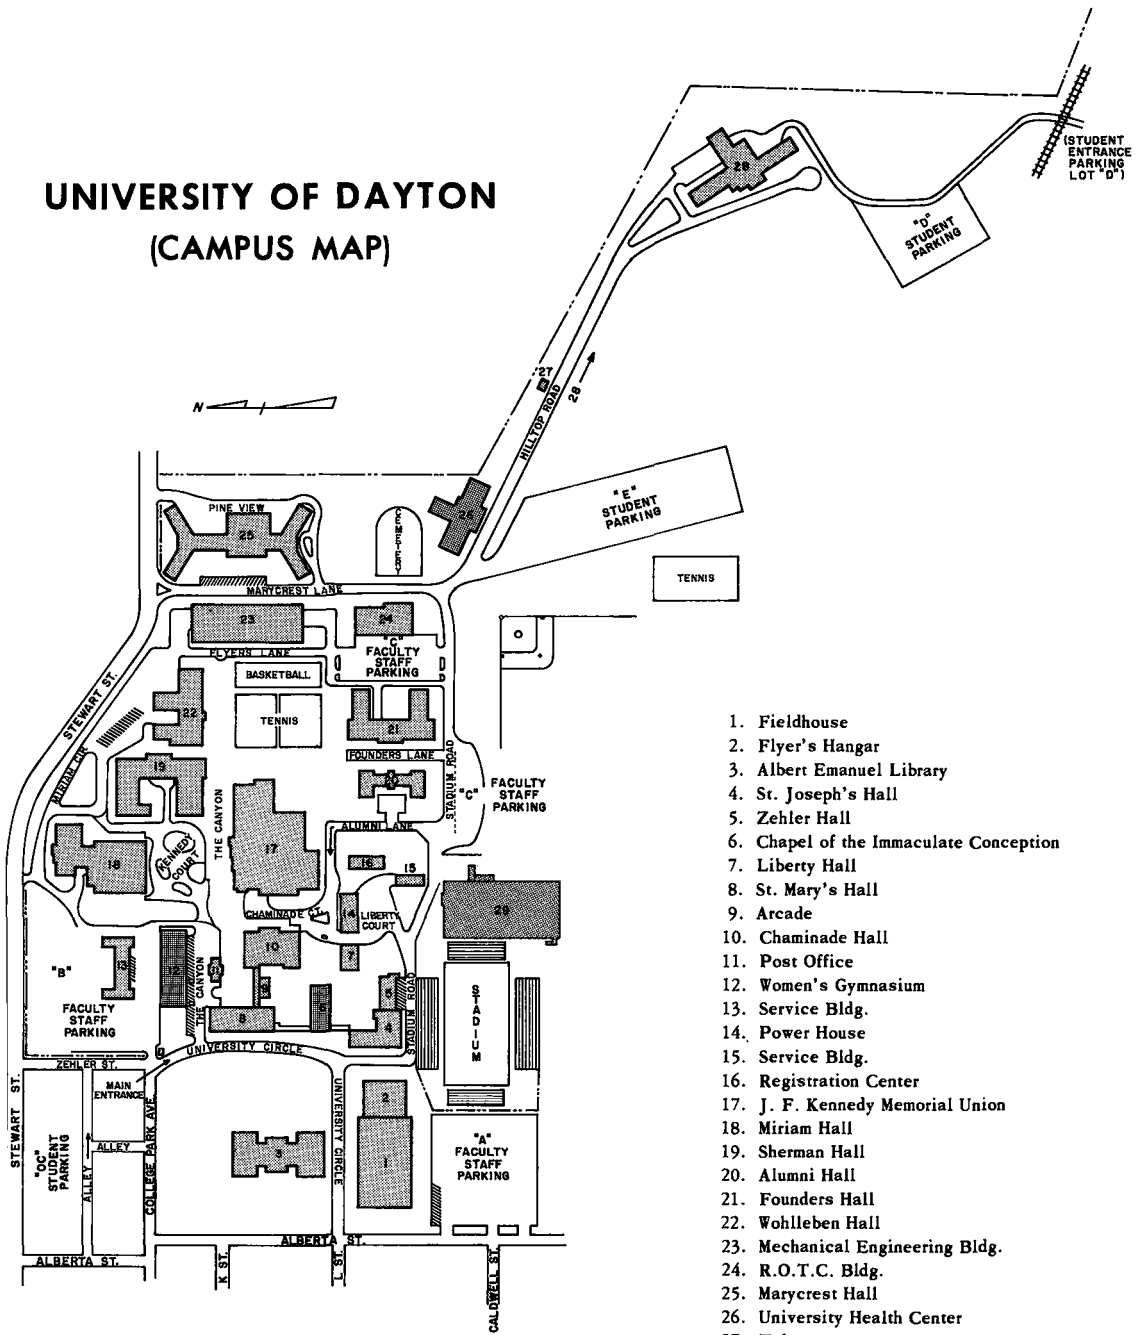 UNIVERSITY OF DAYTON
(CAMPUS MAP)
(STUDENT
ENTRANCE
PARKING
LOT "D")
28
"D"
STUDENT
PARKING
27
28
HILLTOP ROAD
N
"E"
STUDENT
PARKING
PINE VIEW
25
CEMETERY
26
MARYCREST LANE
TENNIS
23
24
"C"
FACULTY
STAFF
PARKING
FLYERS LANE
BASKETBALL
STEWART ST.
22
TENNIS
21
MIRIAM CIR.
19
FOUNDERS LANE
STADIUM ROAD
20
"C"
FACULTY
STAFF
PARKING
THE CANYON
ALUMNI LANE
KENNEDY
COURT
18
17
16
15
CHAMINADE CT.
14
LIBERTY
COURT
29
10
7
"B"
FACULTY
STAFF
PARKING
13
12
THE CANYON
11
9
6
5
STADIUM ROAD
STADIUM
8
4
UNIVERSITY CIRCLE
ZEHLER ST.
MAIN
ENTRANCE
STEWART ST.
"OC"
STUDENT
PARKING
ALLEY
ALLEY
COLLEGE PARK AVE.
3
UNIVERSITY CIRCLE
2
1
"A"
FACULTY
STAFF
PARKING
ALBERTA ST.
ALBERTA ST.
K ST.
L ST.
CALDWELL ST.
1. Fieldhouse
2. Flyer's Hangar
3. Albert Emanuel Library
4. St. Joseph's Hall
5. Zehler Hall
6. Chapel of the Immaculate Conception
7. Liberty Hall
8. St. Mary's Hall
9. Arcade
10. Chaminade Hall
11. Post Office
12. Women's Gymnasium
13. Service Bldg.
14. Power House
15. Service Bldg.
16. Registration Center
17. J. F. Kennedy Memorial Union
18. Miriam Hall
19. Sherman Hall
20. Alumni Hall
21. Founders Hall
22. Wohlleben Hall
23. Mechanical Engineering Bldg.
24. R.O.T.C. Bldg.
25. Marycrest Hall
26. University Health Center